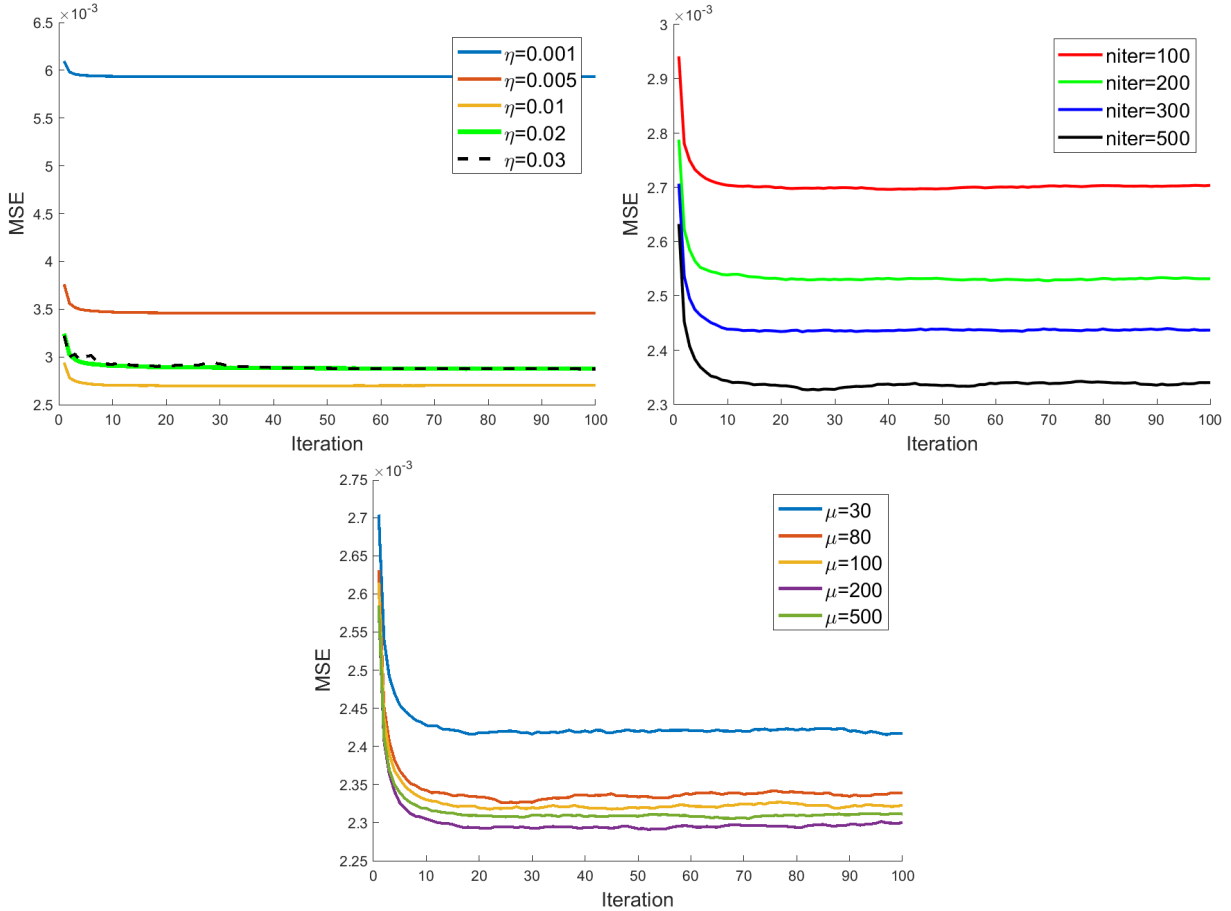 ×10-3
6.5
6
5.5
5
4.5
4
3.5
3
2.5
MSE
0 10 20 30 40 50 60 70 80 90 100
Iteration
η=0.001
η=0.005
η=0.01
η=0.02
η=0.03
×10-3
3
2.9
2.8
2.7
2.6
2.5
2.4
2.3
MSE
0 10 20 30 40 50 60 70 80 90 100
Iteration
niter=100
niter=200
niter=300
niter=500
×10-3
2.75
2.7
2.65
2.6
2.55
2.5
2.45
2.4
2.35
2.3
2.25
MSE
0 10 20 30 40 50 60 70 80 90 100
Iteration
μ=30
μ=80
μ=100
μ=200
μ=500